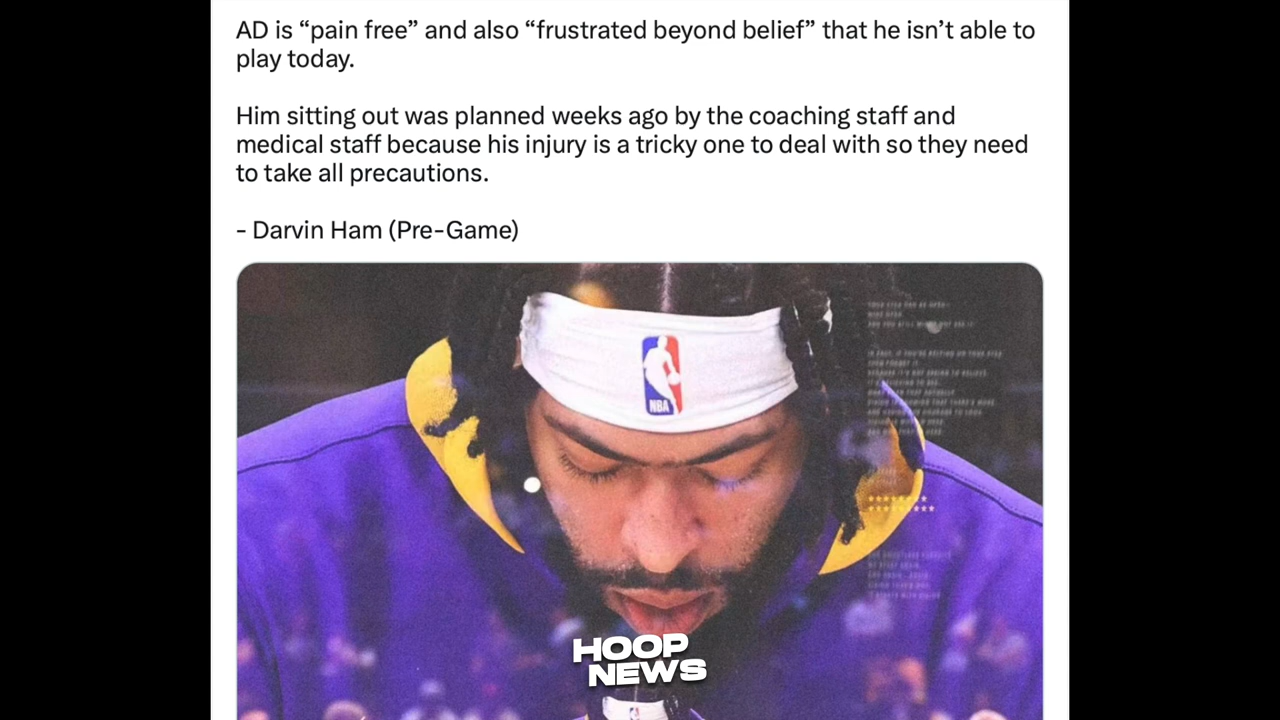 AD is “pain free” and also “frustrated beyond belief” that he isn’t able to
play today.
Him sitting out was planned weeks ago by the coaching staff and
medical staff because his injury is a tricky one to deal with so they need
to take all precautions.
- Darvin Ham (Pre-Game)
NBA
HOOP
NEWS